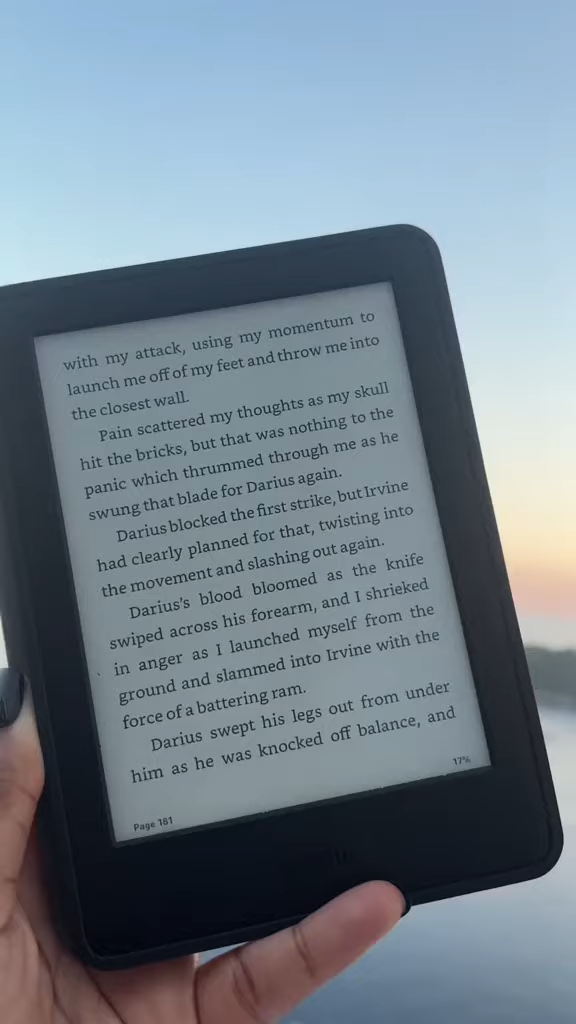 with my attack, using my momentum to
launch me off of my feet and throw me into
the closest wall.
Pain scattered my thoughts as my skull
hit the bricks, but that was nothing to the
panic which thrummed through me as he
swung that blade for Darius again.
Darius blocked the first strike, but Irvine
had clearly planned for that, twisting into
the movement and slashing out again.
Darius's blood bloomed as the knife
swiped across his forearm, and I shrieked
in anger as I launched myself from the
ground and slammed into Irvine with the
force of a battering ram.
Darius swept his legs out from under
him as he was knocked off balance, and
Page 181
17%